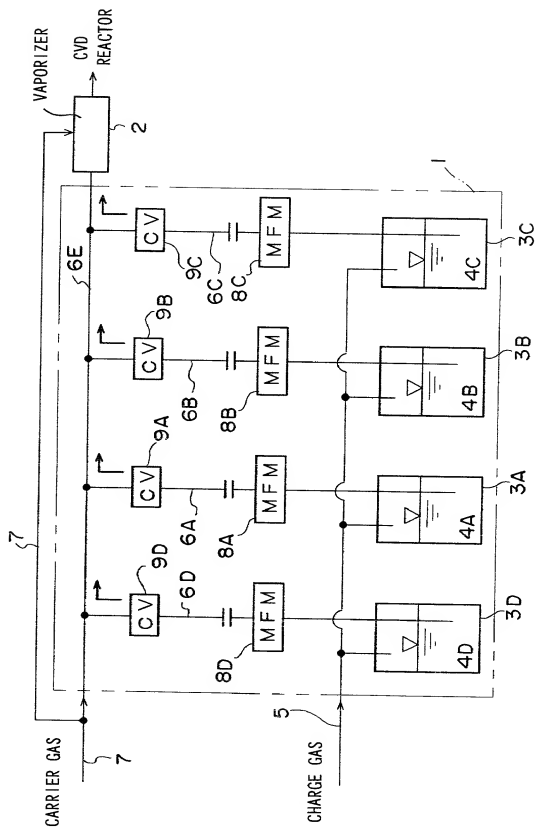 VAPORIZER
CVD
REACTOR
2
7
1
6E
CV
CV
CV
CV
9D
9A
9B
9C
6D
6A
6B
6C
MFM
MFM
MFM
MFM
8D
8A
8B
8C
CARRIER GAS
7
CHARGE GAS
5
4D
4A
4B
4C
3D
3A
3B
3C